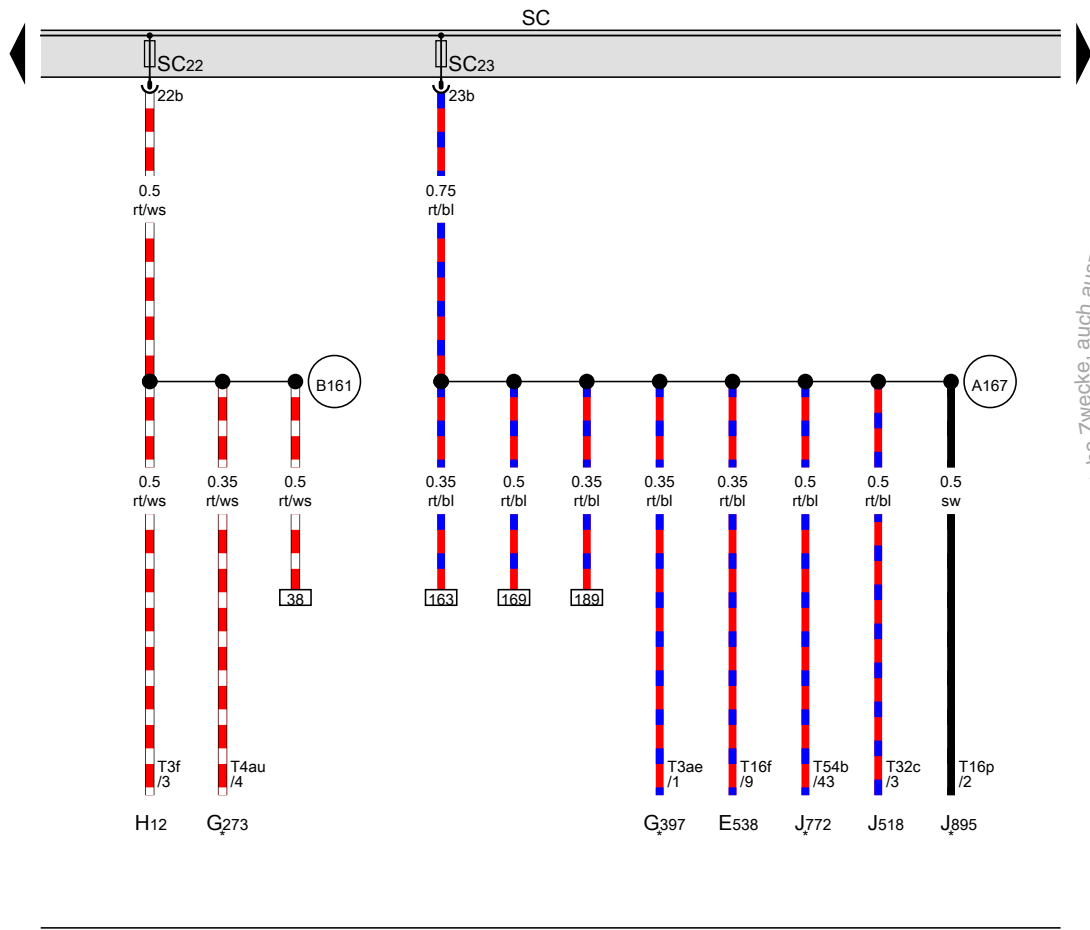 SC
SC22 SC23
22b 23b
0.5 0.75
rt/ws rt/bl
B161 A167
0.5 0.35 0.5 0.35 0.5 0.35 0.35 0.35 0.5 0.5 0.5
rt/ws rt/ws rt/ws rt/bl rt/bl rt/bl rt/bl rt/bl rt/bl rt/bl sw
38 163 169 189
T3f T4au T3ae T16f T54b T32c T16p
/3 /4 /1 /9 /43 /3 /2
H12 G273 G397 E538 J772 J518 J895
* * * *
Zwecke, auch